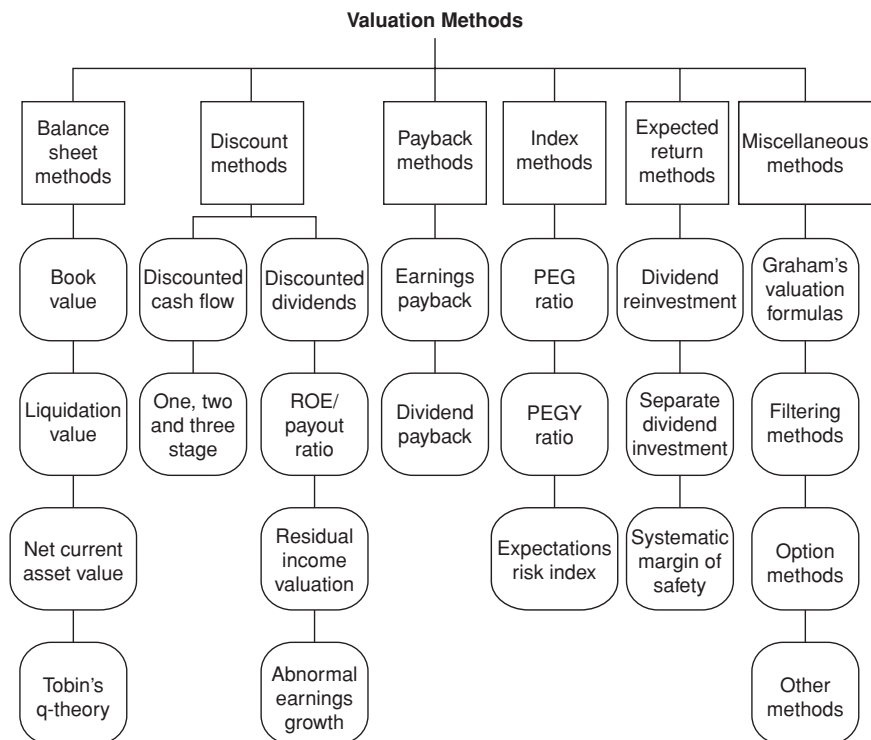 Valuation Methods
Balance
sheet
methods
Discount
methods
Payback
methods
Index
methods
Expected
return
methods
Miscellaneous
methods
Book
value
Discounted
cash flow
Discounted
dividends
Earnings
payback
PEG
ratio
Dividend
reinvestment
Graham's
valuation
formulas
Liquidation
value
One, two
and three
stage
ROE/
payout
ratio
Dividend
payback
PEGY
ratio
Separate
dividend
investment
Filtering
methods
Net current
asset value
Residual
income
valuation
Expectations
risk index
Systematic
margin of
safety
Option
methods
Tobin's
q-theory
Abnormal
earnings
growth
Other
methods